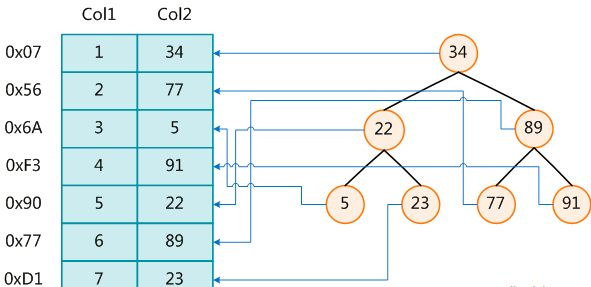 Col1 Col2
0x07 1 34 34
0x56 2 77
0x6A 3 5 22 89
0xF3 4 91
0x90 5 22 5 23 77 91
0x77 6 89
0xD1 7 23